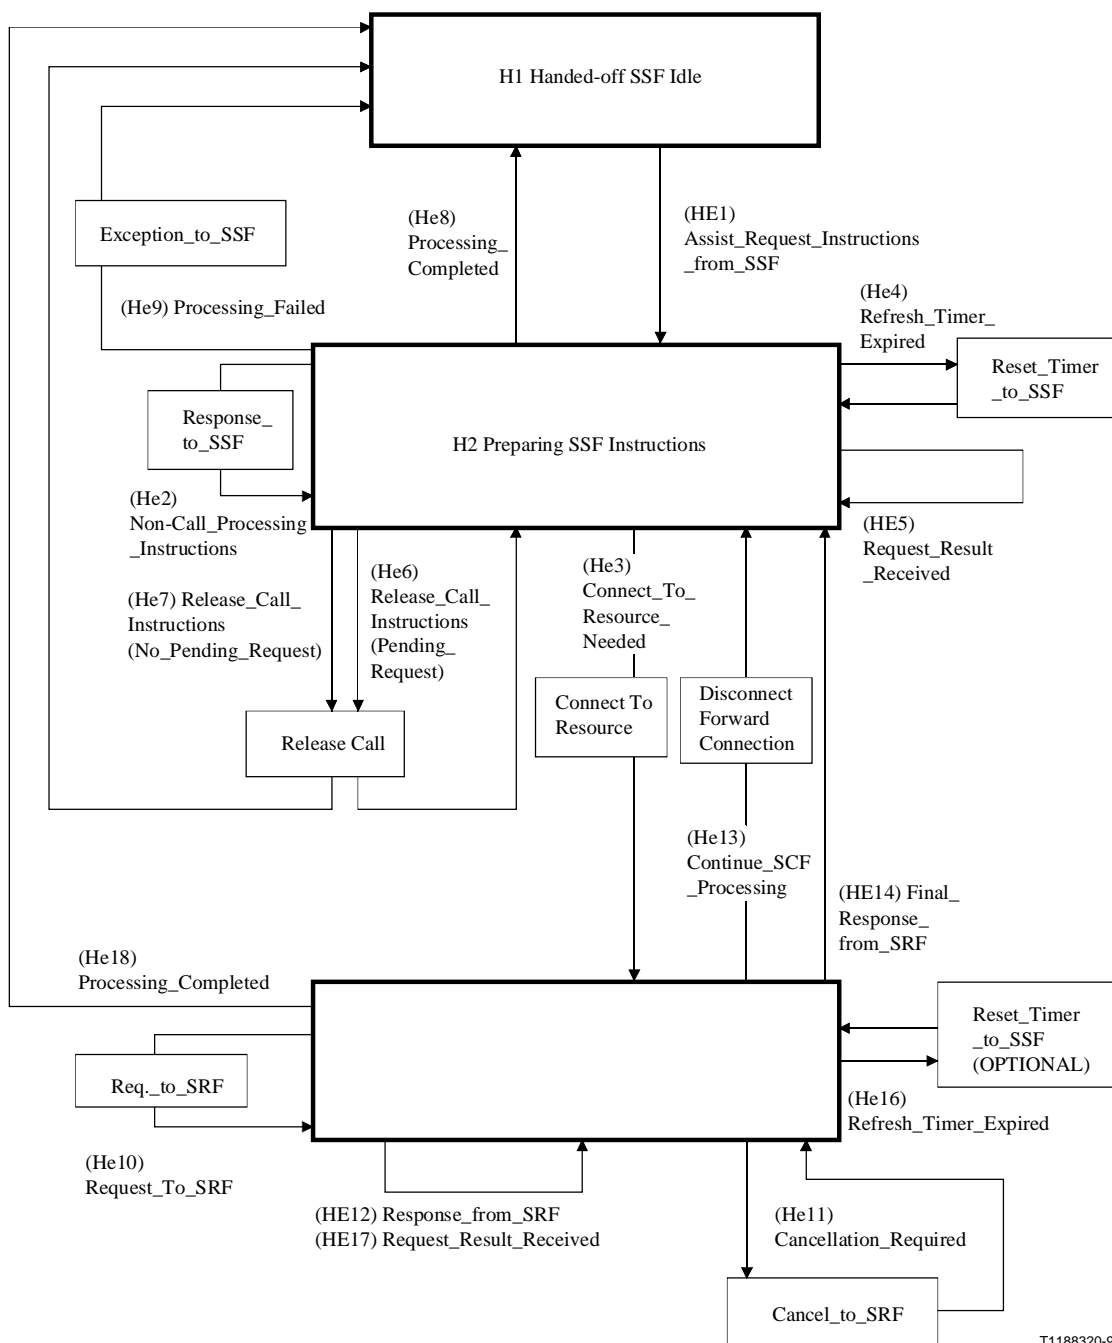 H1 Handed-off SSF Idle
Exception_to_SSF
(He8)
Processing_
Completed
(HE1)
Assist_Request_Instructions
_from_SSF
(He9) Processing_Failed
(He4)
Refresh_Timer_
Expired
Reset_Timer
_to_SSF
Response_
to_SSF
H2 Preparing SSF Instructions
(He2)
Non-Call_Processing
_Instructions
(HE5)
Request_Result
_Received
(He7) Release_Call_
Instructions
(No_Pending_Request)
(He6)
Release_Call_
Instructions
(Pending_
Request)
(He3)
Connect_To_
Resource_
Needed
Release Call
Connect To
Resource
Disconnect
Forward
Connection
(He13)
Continue_SCF
_Processing
(HE14) Final_
Response_
from_SRF
(He18)
Processing_Completed
Reset_Timer
_to_SSF
(OPTIONAL)
Req._to_SRF
(He16)
Refresh_Timer_Expired
(He10)
Request_To_SRF
(HE12) Response_from_SRF
(HE17) Request_Result_Received
(He11)
Cancellation_Required
Cancel_to_SRF
T1188320-9